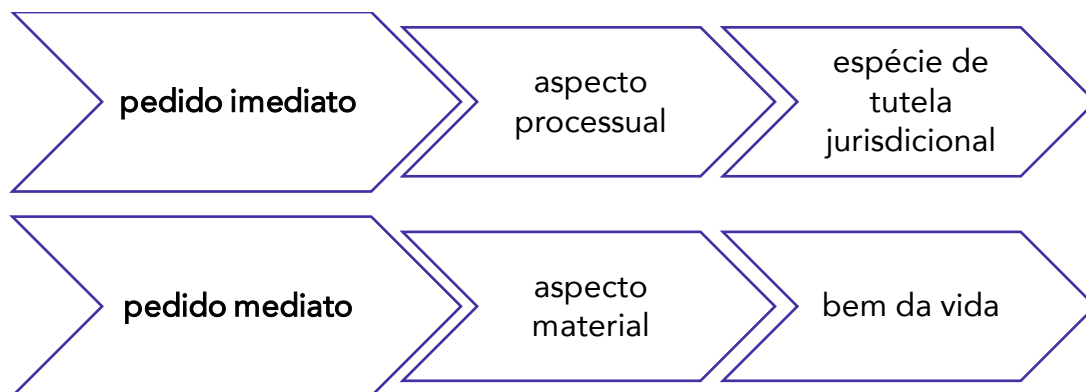 pedido imediato
aspecto
processual
espécie de
tutela
jurisdicional
pedido mediato
aspecto
material
bem da vida